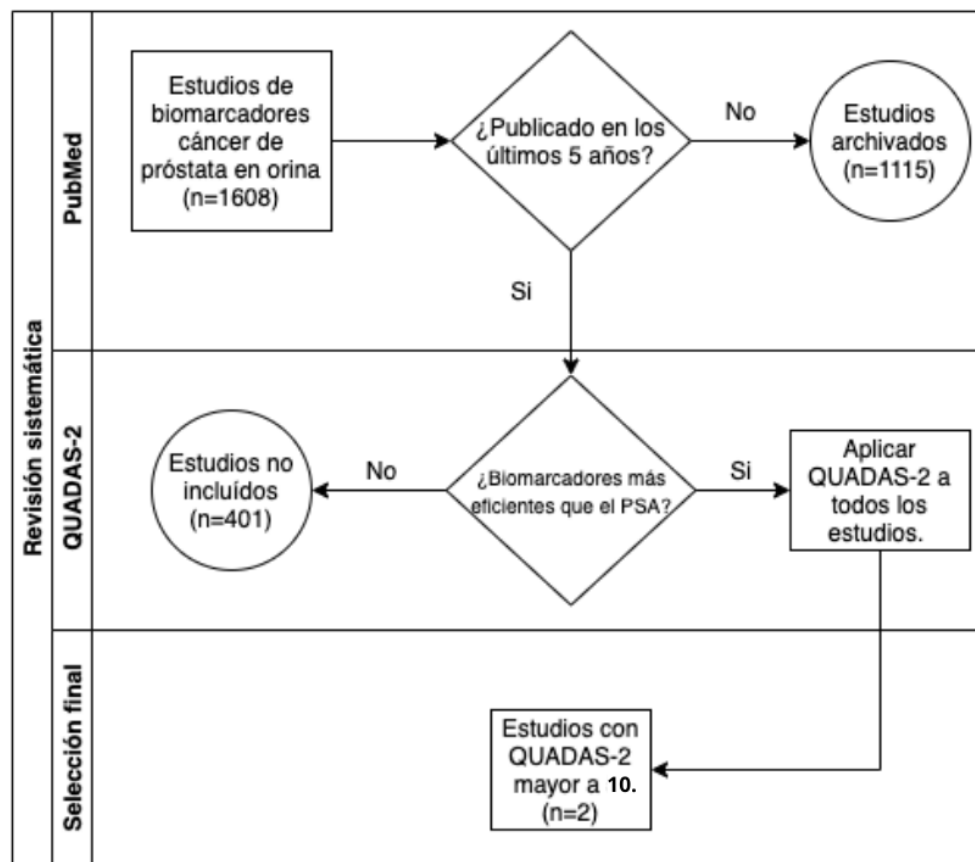 Revisión sistemática
PubMed
Estudios de
biomarcadores
cáncer de
próstata en orina
(n=1608)
¿Publicado en los
últimos 5 años?
No
Estudios
archivados
(n=1115)
Si
QUADAS-2
Estudios no
incluídos
(n=401)
No
¿Biomarcadores más
eficientes que el PSA?
Si
Aplicar
QUADAS-2 a
todos los
estudios.
Selección final
Estudios con
QUADAS-2
mayor a 10.
(n=2)